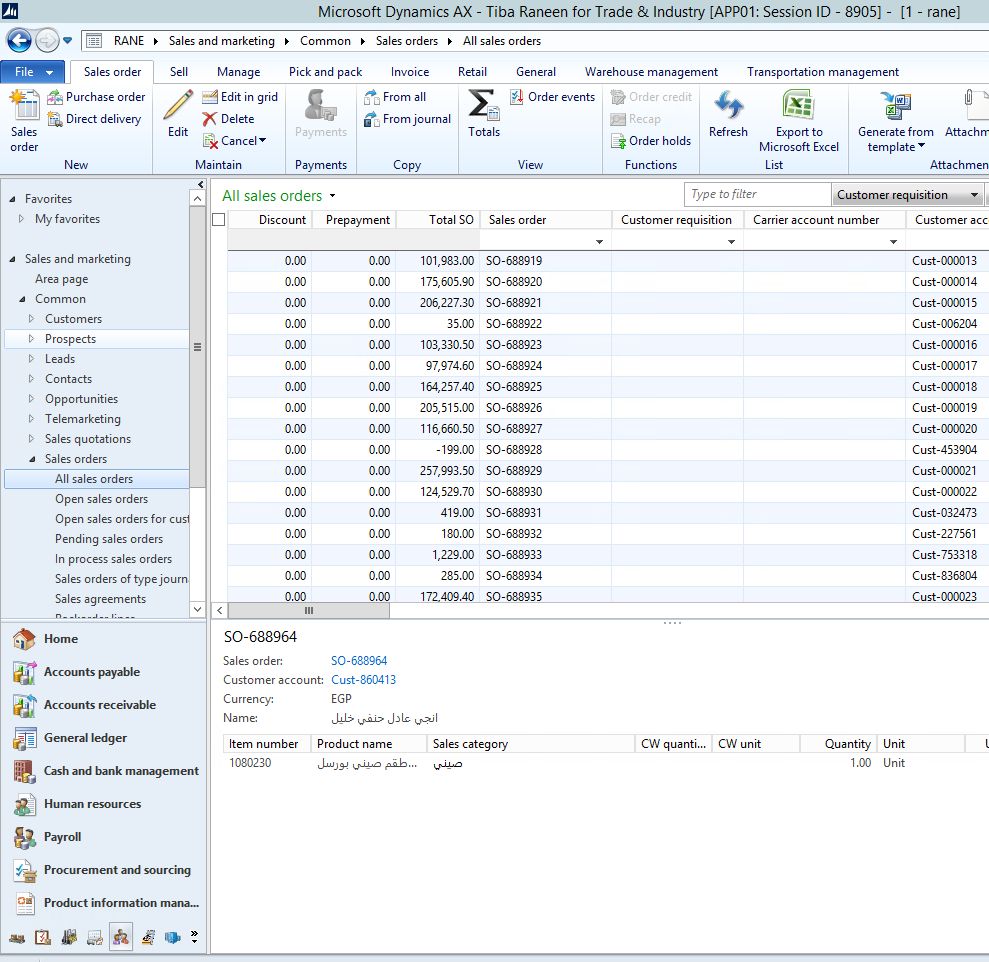 Microsoft Dynamics AX - Tiba Raneen for Trade & Industry [APP01: Session ID - 8905] - [1 - rane]
RANE Sales and marketing Common Sales orders All sales orders
File Sales order Sell Manage Pick and pack Invoice Retail General Warehouse management Transportation management
Sales order
Purchase order
Direct delivery
New
Edit
Edit in grid
Delete
Cancel
Maintain
Payments
Payments
From all
From journal
Copy
Totals
Order events
View
Order credit
Recap
Order holds
Functions
Refresh
Export to
Microsoft Excel
List
Generate from
template
Attachm
Attachmen
Favorites
My favorites
Sales and marketing
Area page
Common
Customers
Prospects
Leads
Contacts
Opportunities
Telemarketing
Sales quotations
Sales orders
All sales orders
Open sales orders
Open sales orders for cust
Pending sales orders
In process sales orders
Sales orders of type journ
Sales agreements
Backorder lines
Home
Accounts payable
Accounts receivable
General ledger
Cash and bank management
Human resources
Payroll
Procurement and sourcing
Product information mana...
All sales orders Type to filter Customer requisition
Discount Prepayment Total SO Sales order Customer requisition Carrier account number Customer acc
0.00 0.00 101,983.00 SO-688919 Cust-000013
0.00 0.00 175,605.90 SO-688920 Cust-000014
0.00 0.00 206,227.30 SO-688921 Cust-000015
0.00 0.00 35.00 SO-688922 Cust-006204
0.00 0.00 103,330.50 SO-688923 Cust-000016
0.00 0.00 97,974.60 SO-688924 Cust-000017
0.00 0.00 164,257.40 SO-688925 Cust-000018
0.00 0.00 205,515.00 SO-688926 Cust-000019
0.00 0.00 116,660.50 SO-688927 Cust-000020
0.00 0.00 -199.00 SO-688928 Cust-453904
0.00 0.00 257,993.50 SO-688929 Cust-000021
0.00 0.00 124,529.70 SO-688930 Cust-000022
0.00 0.00 419.00 SO-688931 Cust-032473
0.00 0.00 180.00 SO-688932 Cust-227561
0.00 0.00 1,229.00 SO-688933 Cust-753318
0.00 0.00 285.00 SO-688934 Cust-836804
0.00 0.00 172,409.40 SO-688935 Cust-000023
SO-688964
Sales order: SO-688964
Customer account: Cust-860413
Currency: EGP
Name: انجي عادل حنفي خليل
Item number Product name Sales category CW quanti... CW unit Quantity Unit U
1080230 طقم صيني بورسل... صيني 1.00 Unit